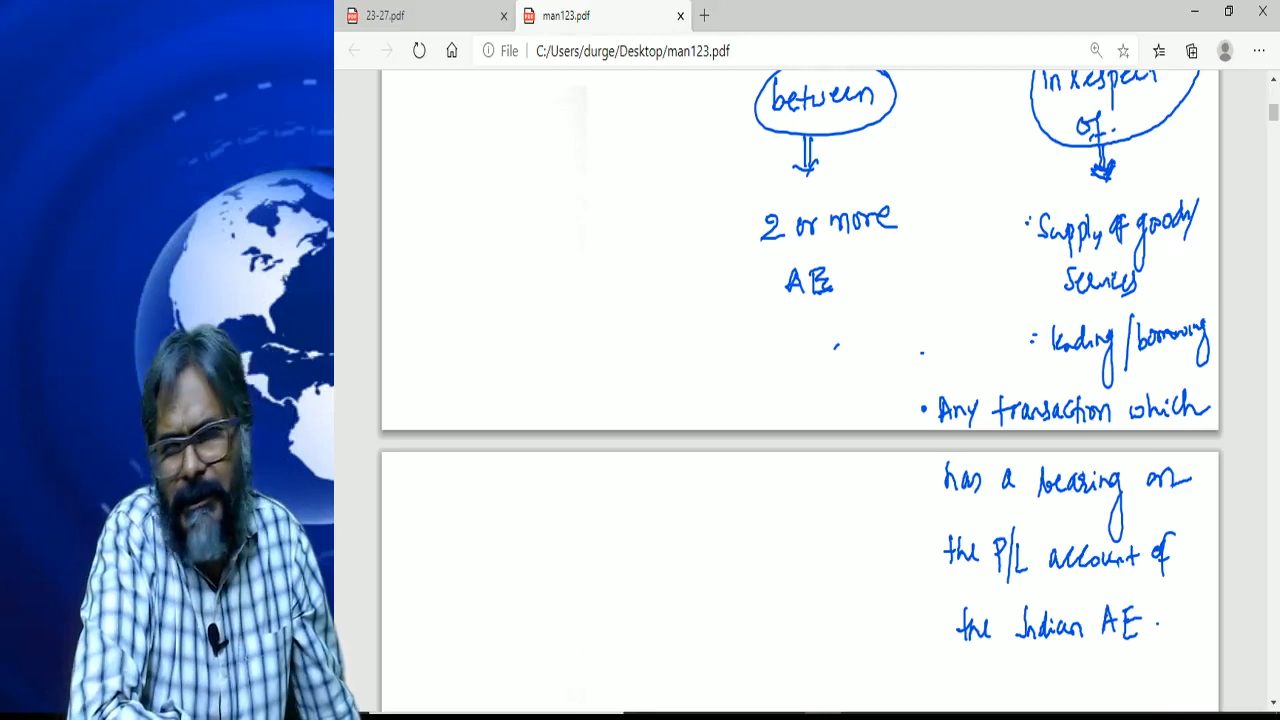 23-27.pdf
man123.pdf
File
C:/Users/durge/Desktop/man123.pdf
between
in respect
of.
2 or more
AE
Supply of goods/
Services
lending/borrowing
• Any transaction which
has a bearing on
the P/L account of
the Indian AE.